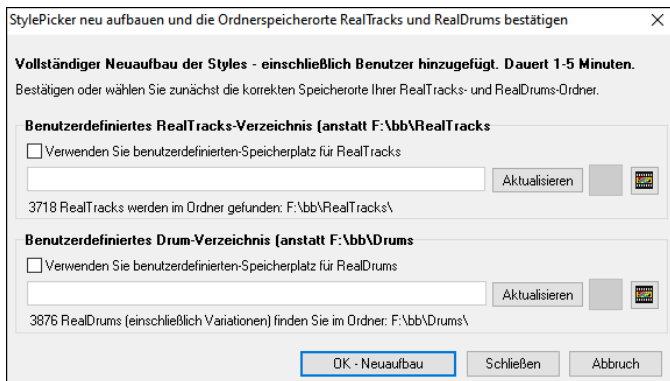 StylePicker neu aufbauen und die Ordnerspeicherorte RealTracks und RealDrums bestätigen
Vollständiger Neuaufbau der Styles - einschließlich Benutzer hinzugefügt. Dauert 1-5 Minuten.
Bestätigen oder wählen Sie zunächst die korrekten Speicherorte Ihrer RealTracks- und RealDrums-Ordner.
Benutzerdefiniertes RealTracks-Verzeichnis (anstatt F:\bb\RealTracks
Verwenden Sie benutzerdefinierten-Speicherplatz für RealTracks
Aktualisieren
3718 RealTracks werden im Ordner gefunden: F:\bb\RealTracks\
Benutzerdefiniertes Drum-Verzeichnis (anstatt F:\bb\Drums
Verwenden Sie benutzerdefinierten-Speicherplatz für RealDrums
Aktualisieren
3876 RealDrums (einschließlich Variationen) finden Sie im Ordner: F:\bb\Drums\
OK - Neuaufbau Schließen Abbruch